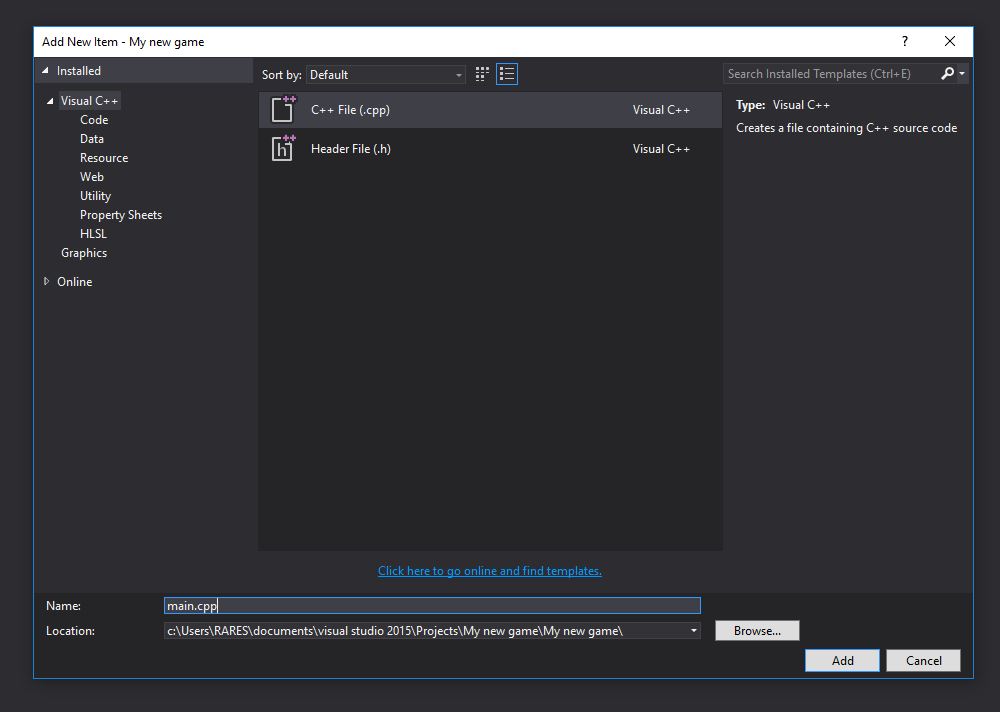 Add New Item - My new game
?
Installed
Sort by: Default
Search Installed Templates (Ctrl+E)
Visual C++
Code
Data
Resource
Web
Utility
Property Sheets
HLSL
Graphics
Online
C++ File (.cpp) Visual C++
Header File (.h) Visual C++
Type: Visual C++
Creates a file containing C++ source code
Click here to go online and find templates.
Name: main.cpp
Location: c:\Users\RARES\documents\visual studio 2015\Projects\My new game\My new game\ Browse...
Add Cancel